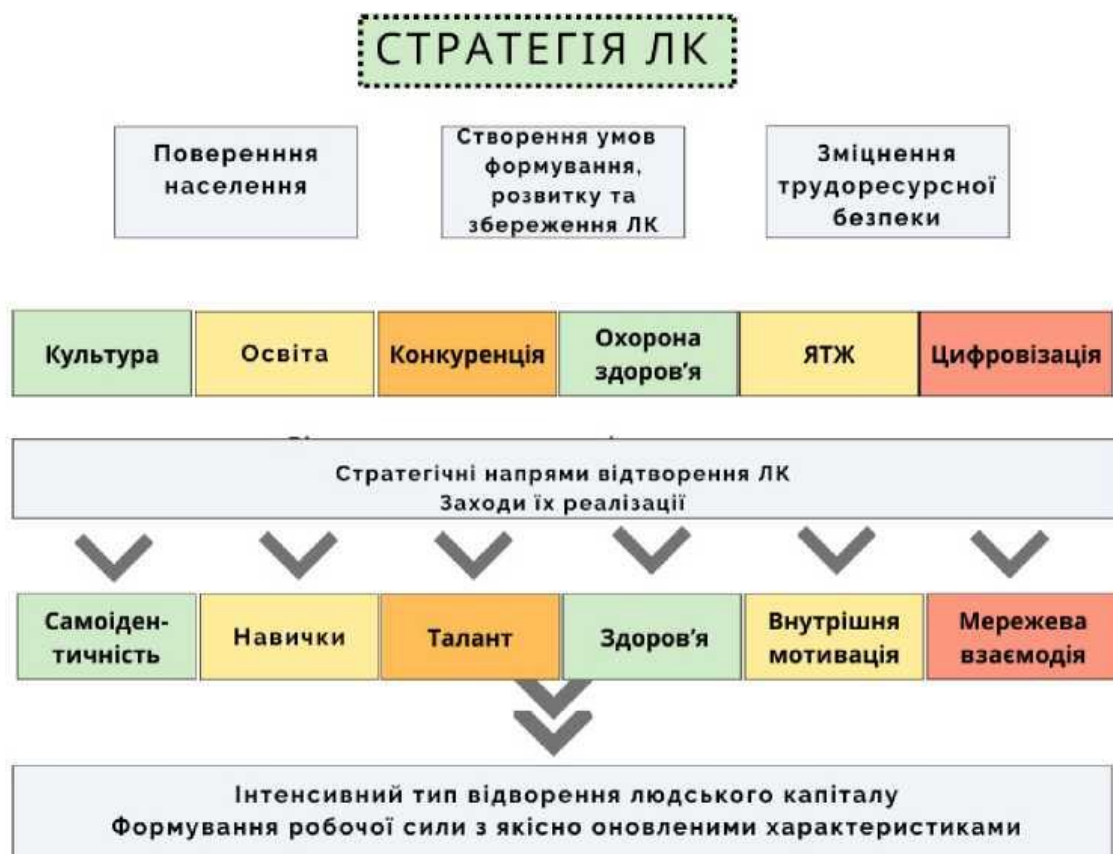 СТРАТЕГІЯ ЛК
Поверенння
населення
Створення умов
формування,
розвитку та
збереження ЛК
Зміцнення
трудоресурсної
безпеки
Культура
Освіта
Конкуренція
Охорона
здоров’я
ЯТЖ
Цифровізація
Стратегічні напрями відтворення ЛК
Заходи їх реалізації
Самоіден-
тичність
Навички
Талант
Здоров’я
Внутрішня
мотивація
Мережева
взаємодія
Інтенсивний тип відворення людського капіталу
Формування робочої сили з якісно оновленими характеристиками